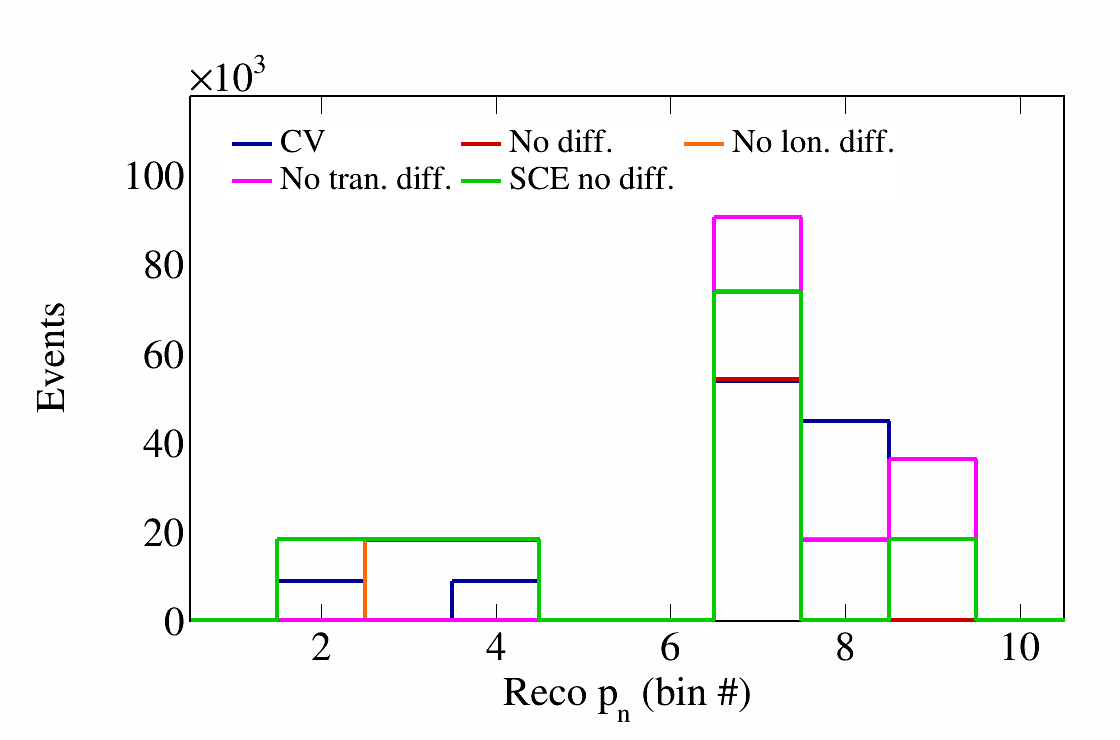 ×10³
CV No diff. No lon. diff.
No tran. diff. SCE no diff.
100
80
60
40
20
0
Events
2 4 6 8 10
Reco pₙ (bin #)